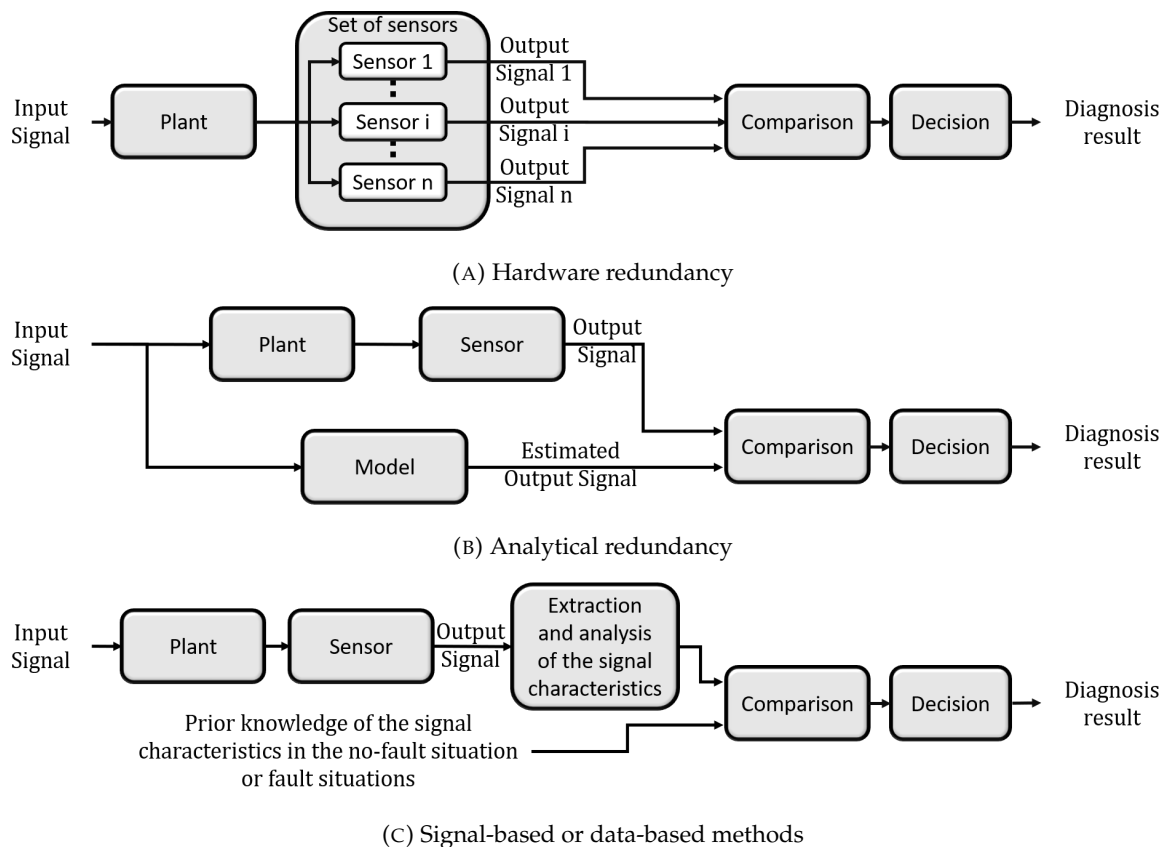 Set of sensors
Input
Signal
Plant
Sensor 1
Sensor i
Sensor n
Output
Signal 1
Output
Signal i
Output
Signal n
Comparison
Decision
Diagnosis
result
(A) Hardware redundancy
Input
Signal
Plant
Sensor
Output
Signal
Model
Estimated
Output Signal
Comparison
Decision
Diagnosis
result
(B) Analytical redundancy
Input
Signal
Plant
Sensor
Output
Signal
Extraction
and analysis
of the signal
characteristics
Prior knowledge of the signal
characteristics in the no-fault situation
or fault situations
Comparison
Decision
Diagnosis
result
(C) Signal-based or data-based methods